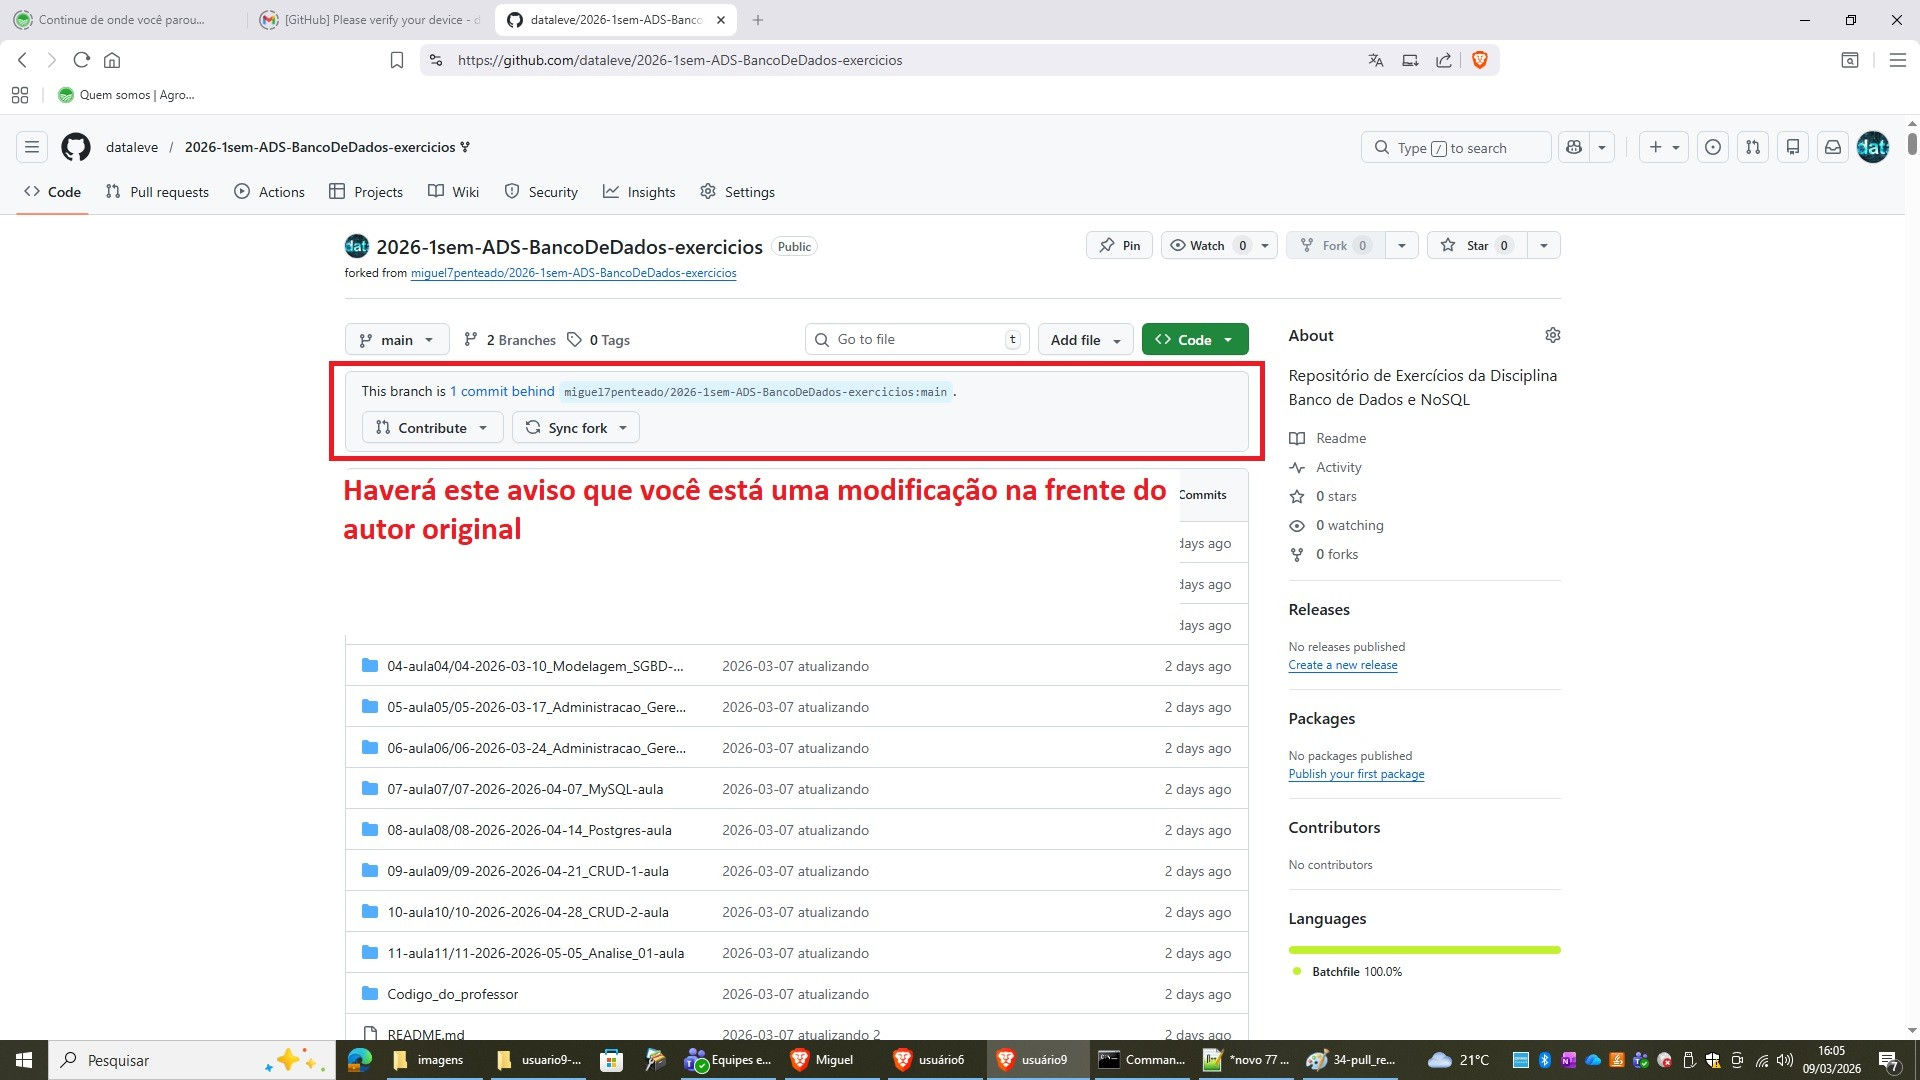 Continue de onde você parou...
[GitHub] Please verify your device - d
dataleve/2026-1sem-ADS-Banco
https://github.com/dataleve/2026-1sem-ADS-BancoDeDados-exercicios
Quem somos | Agro...
dataleve / 2026-1sem-ADS-BancoDeDados-exercicios
Type / to search
dat
Code
Pull requests
Actions
Projects
Wiki
Security
Insights
Settings
dat
2026-1sem-ADS-BancoDeDados-exercicios
Public
Pin
Watch 0
Fork 0
Star 0
forked from miguel7penteado/2026-1sem-ADS-BancoDeDados-exercicios
main
2 Branches
0 Tags
Go to file
t
Add file
Code
This branch is 1 commit behind miguel7penteado/2026-1sem-ADS-BancoDeDados-exercicios:main .
Contribute
Sync fork
Haverá este aviso que você está uma modificação na frente do
autor original
Commits
days ago
days ago
days ago
04-aula04/04-2026-03-10_Modelagem_SGBD-... 2026-03-07 atualizando 2 days ago
05-aula05/05-2026-03-17_Administracao_Gere... 2026-03-07 atualizando 2 days ago
06-aula06/06-2026-03-24_Administracao_Gere... 2026-03-07 atualizando 2 days ago
07-aula07/07-2026-2026-04-07_MySQL-aula 2026-03-07 atualizando 2 days ago
08-aula08/08-2026-2026-04-14_Postgres-aula 2026-03-07 atualizando 2 days ago
09-aula09/09-2026-2026-04-21_CRUD-1-aula 2026-03-07 atualizando 2 days ago
10-aula10/10-2026-2026-04-28_CRUD-2-aula 2026-03-07 atualizando 2 days ago
11-aula11/11-2026-2026-05-05_Analise_01-aula 2026-03-07 atualizando 2 days ago
Codigo_do_professor 2026-03-07 atualizando 2 days ago
README.md 2026-03-07 atualizando 2 2 days ago
About
Repositório de Exercícios da Disciplina
Banco de Dados e NoSQL
Readme
Activity
0 stars
0 watching
0 forks
Releases
No releases published
Create a new release
Packages
No packages published
Publish your first package
Contributors
No contributors
Languages
Batchfile 100.0%
Pesquisar
imagens
usuario9-...
Equipes e...
Miguel
usuário6
usuário9
Comman...
*novo 77 ...
34-pull_re...
21°C
16:05
09/03/2026
7